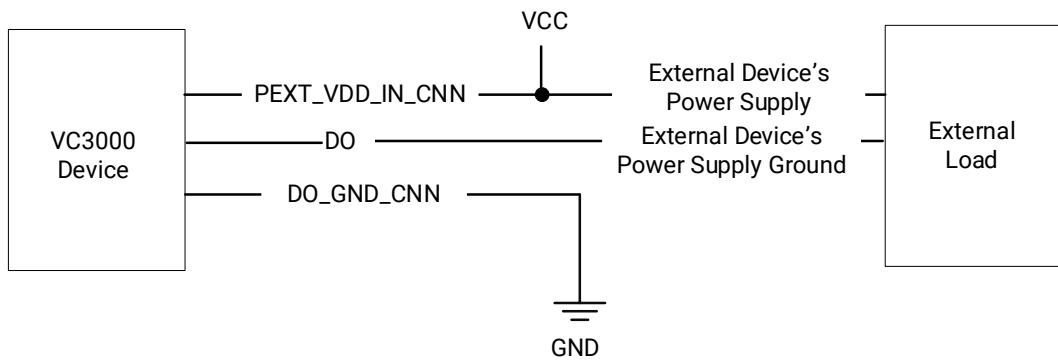 VCC
PEXT_VDD_IN_CNN
External Device's
Power Supply
VC3000
Device
DO
External Device's
Power Supply Ground
External
Load
DO_GND_CNN
GND